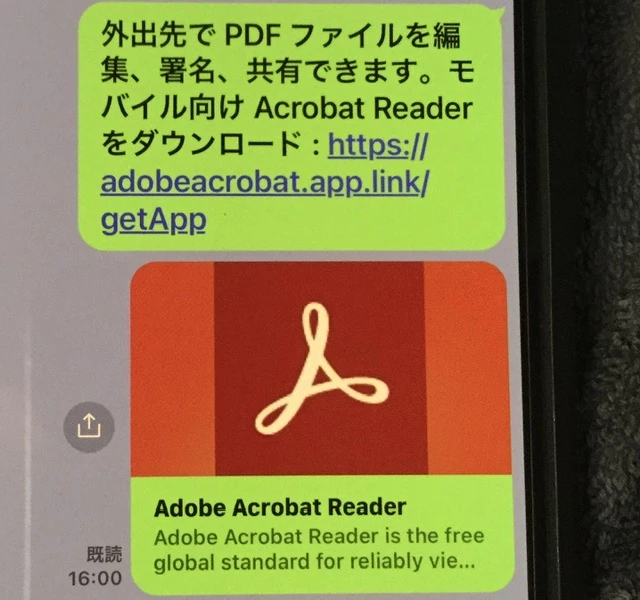 外出先で PDF ファイルを編
集、署名、共有できます。モ
バイル向け Acrobat Reader
をダウンロード : https://
adobeacrobat.app.link/
getApp
Adobe Acrobat Reader
Adobe Acrobat Reader is the free
global standard for reliably vie...
既読
16:00